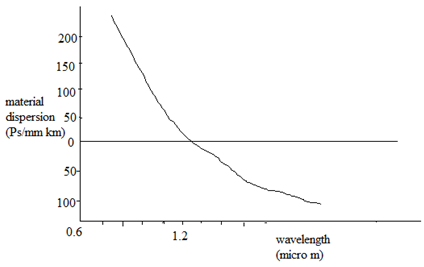 200
150
100
material
dispersion 50
(Ps/mm km) 0
50
100
0.6
1.2
wavelength
(micro m)